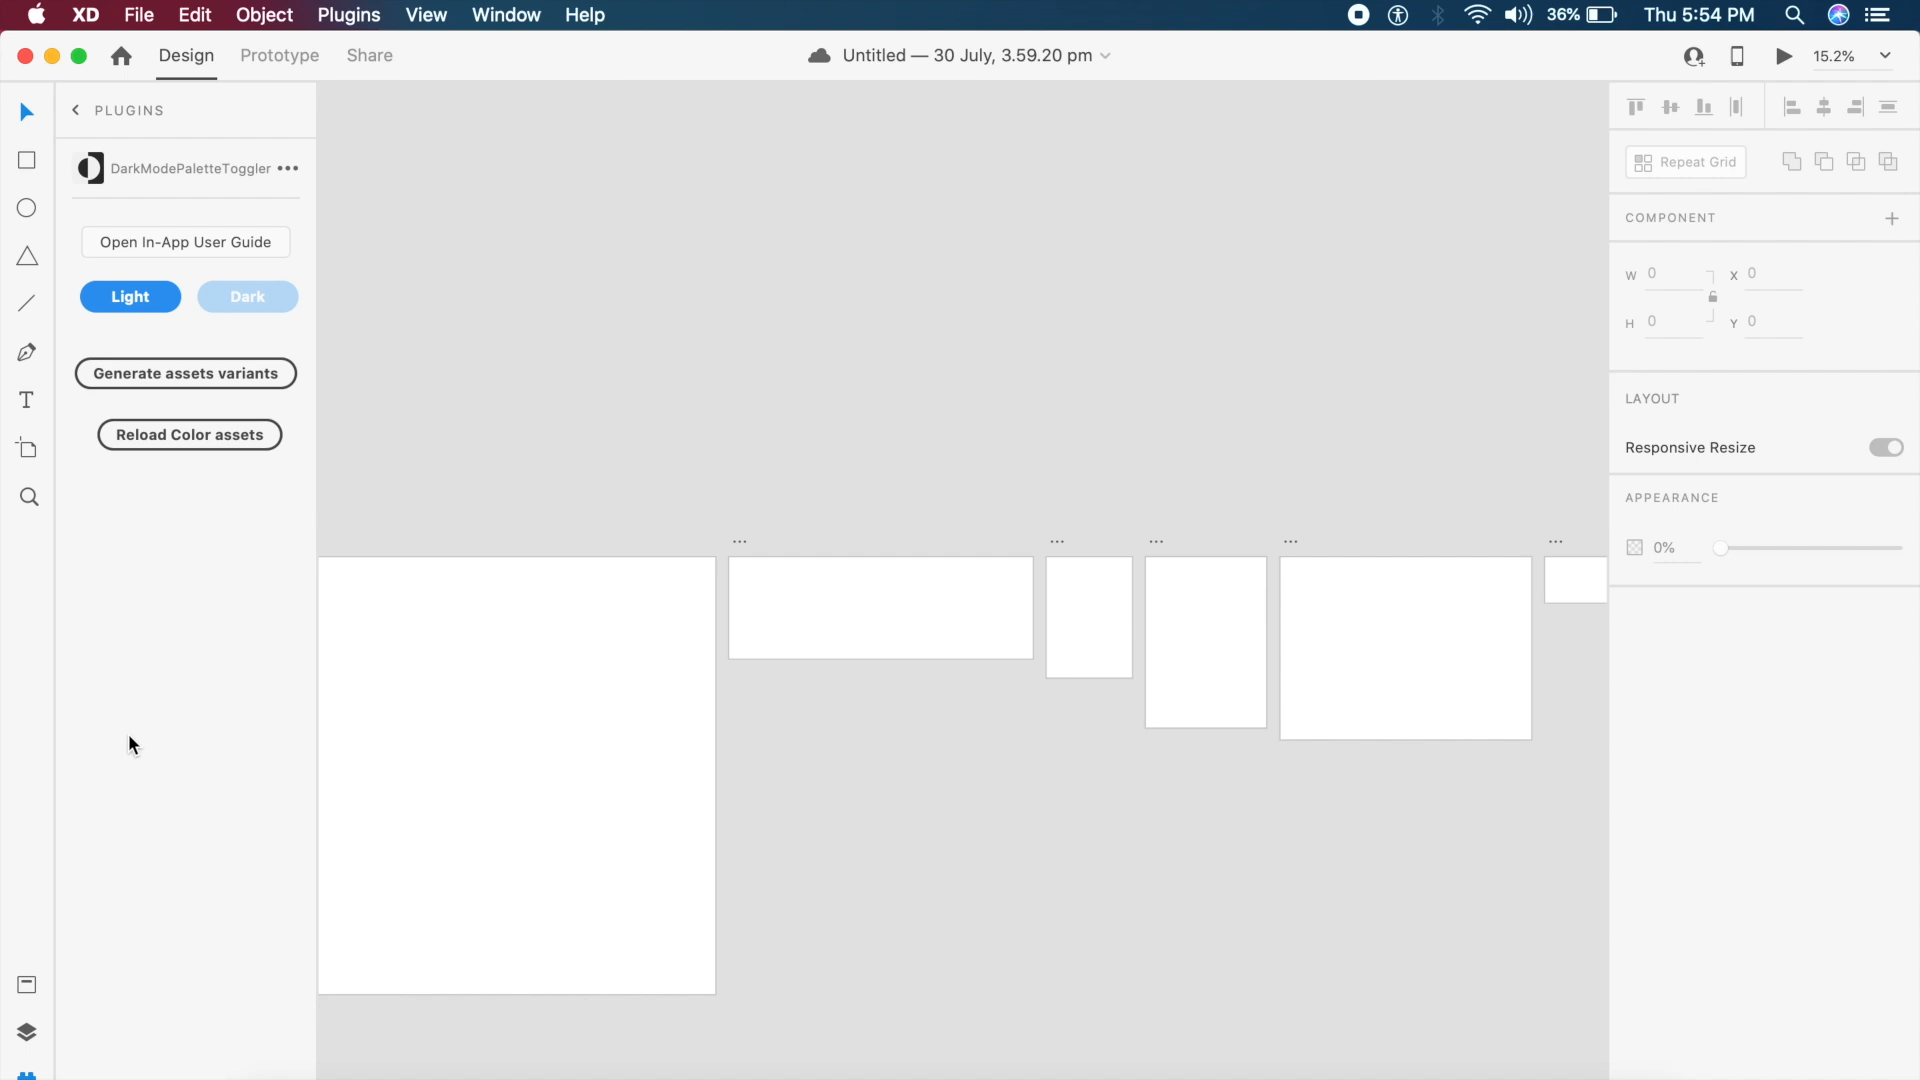 XD File Edit Object Plugins View Window Help 36% Thu 5:54 PM
Design Prototype Share Untitled — 30 July, 3.59.20 pm 15.2%
PLUGINS
DarkModePaletteToggler •••
Open In-App User Guide
Light Dark
Generate assets variants
Reload Color assets
T
... ... ... ... ...
Repeat Grid
COMPONENT
W 0 X 0
H 0 Y 0
LAYOUT
Responsive Resize
APPEARANCE
0%